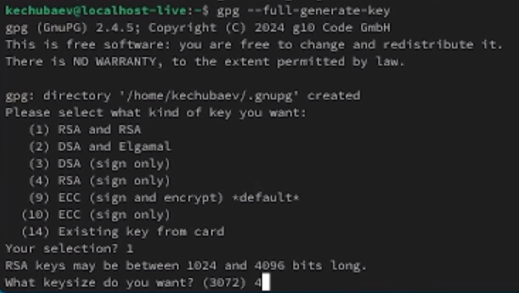 kechubaev@localhost-live:~$ gpg --full-generate-key
gpg (GnuPG) 2.4.5; Copyright (C) 2024 g10 Code GmbH
This is free software: you are free to change and redistribute it.
There is NO WARRANTY, to the extent permitted by law.

gpg: directory '/home/kechubaev/.gnupg' created
Please select what kind of key you want:
   (1) RSA and RSA
   (2) DSA and Elgamal
   (3) DSA (sign only)
   (4) RSA (sign only)
   (9) ECC (sign and encrypt) *default*
  (10) ECC (sign only)
  (14) Existing key from card
Your selection? 1
RSA keys may be between 1024 and 4096 bits long.
What keysize do you want? (3072) 4